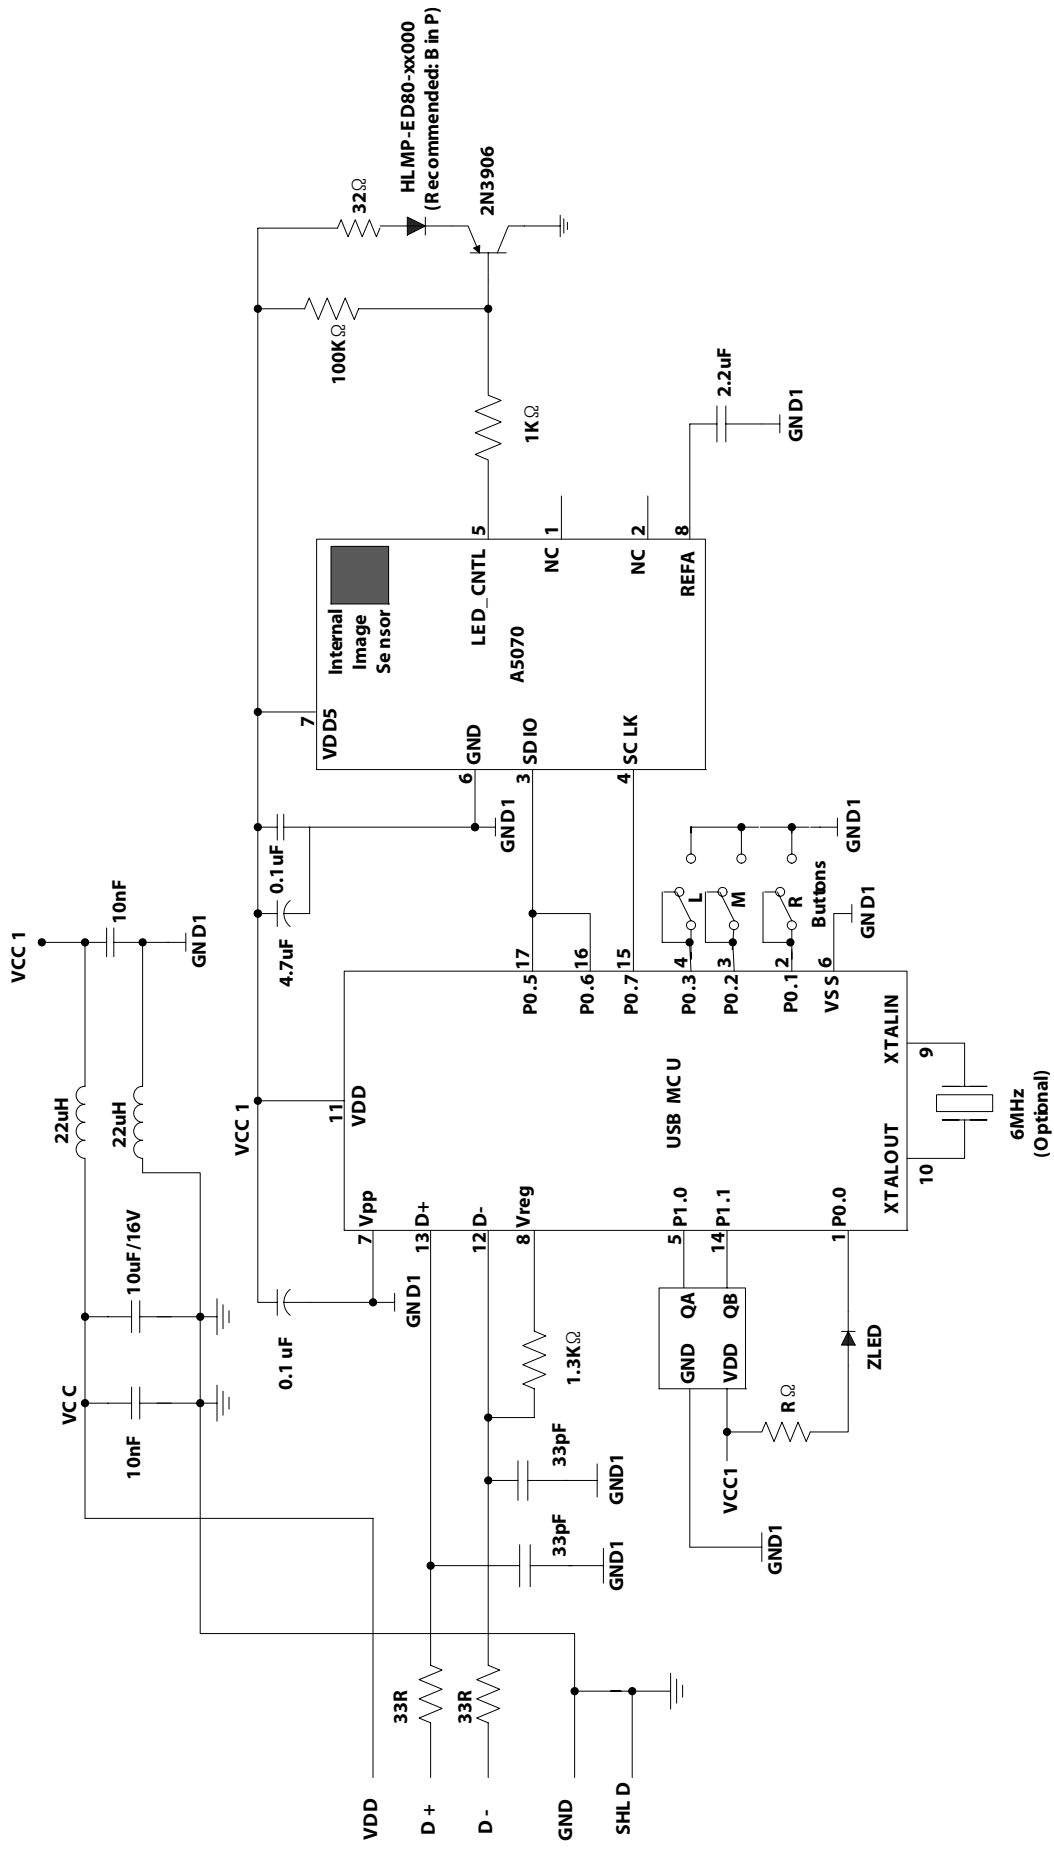 VCC 1
10nF
GND1
22uH
22uH
10uF/16V
VCC
10nF
VDD
D +
D -
GND
SHLD
33R
33R
33pF
GND1
33pF
GND1
1.3KΩ
0.1 uF
GND1
VCC 1
4.7uF
0.1uF
GND1
7 Vpp
13 D+
12 D-
8 Vreg
11
VDD
USB MCU
P0.5 17
P0.6 16
P0.7 15
P0.3 4
P0.2 3
P0.1 2
VSS 6
5 P1.0
14 P1.1
1 P0.0
XTALOUT
10
XTALIN
9
6MHz
(Optional)
GND QA
VDD QB
VCC1
GND1
RΩ
ZLED
L
M
R
Buttons
GND1
GND1
7
VDD5
6 GND
3 SDIO
4 SCLK
Internal
Image
Sensor
A5070
LED_CNTL 5
NC 1
NC 2
REFA 8
2.2uF
GND1
1KΩ
100KΩ
32Ω
HLMP-ED80-xx000
(Recommended: B in P)
2N3906